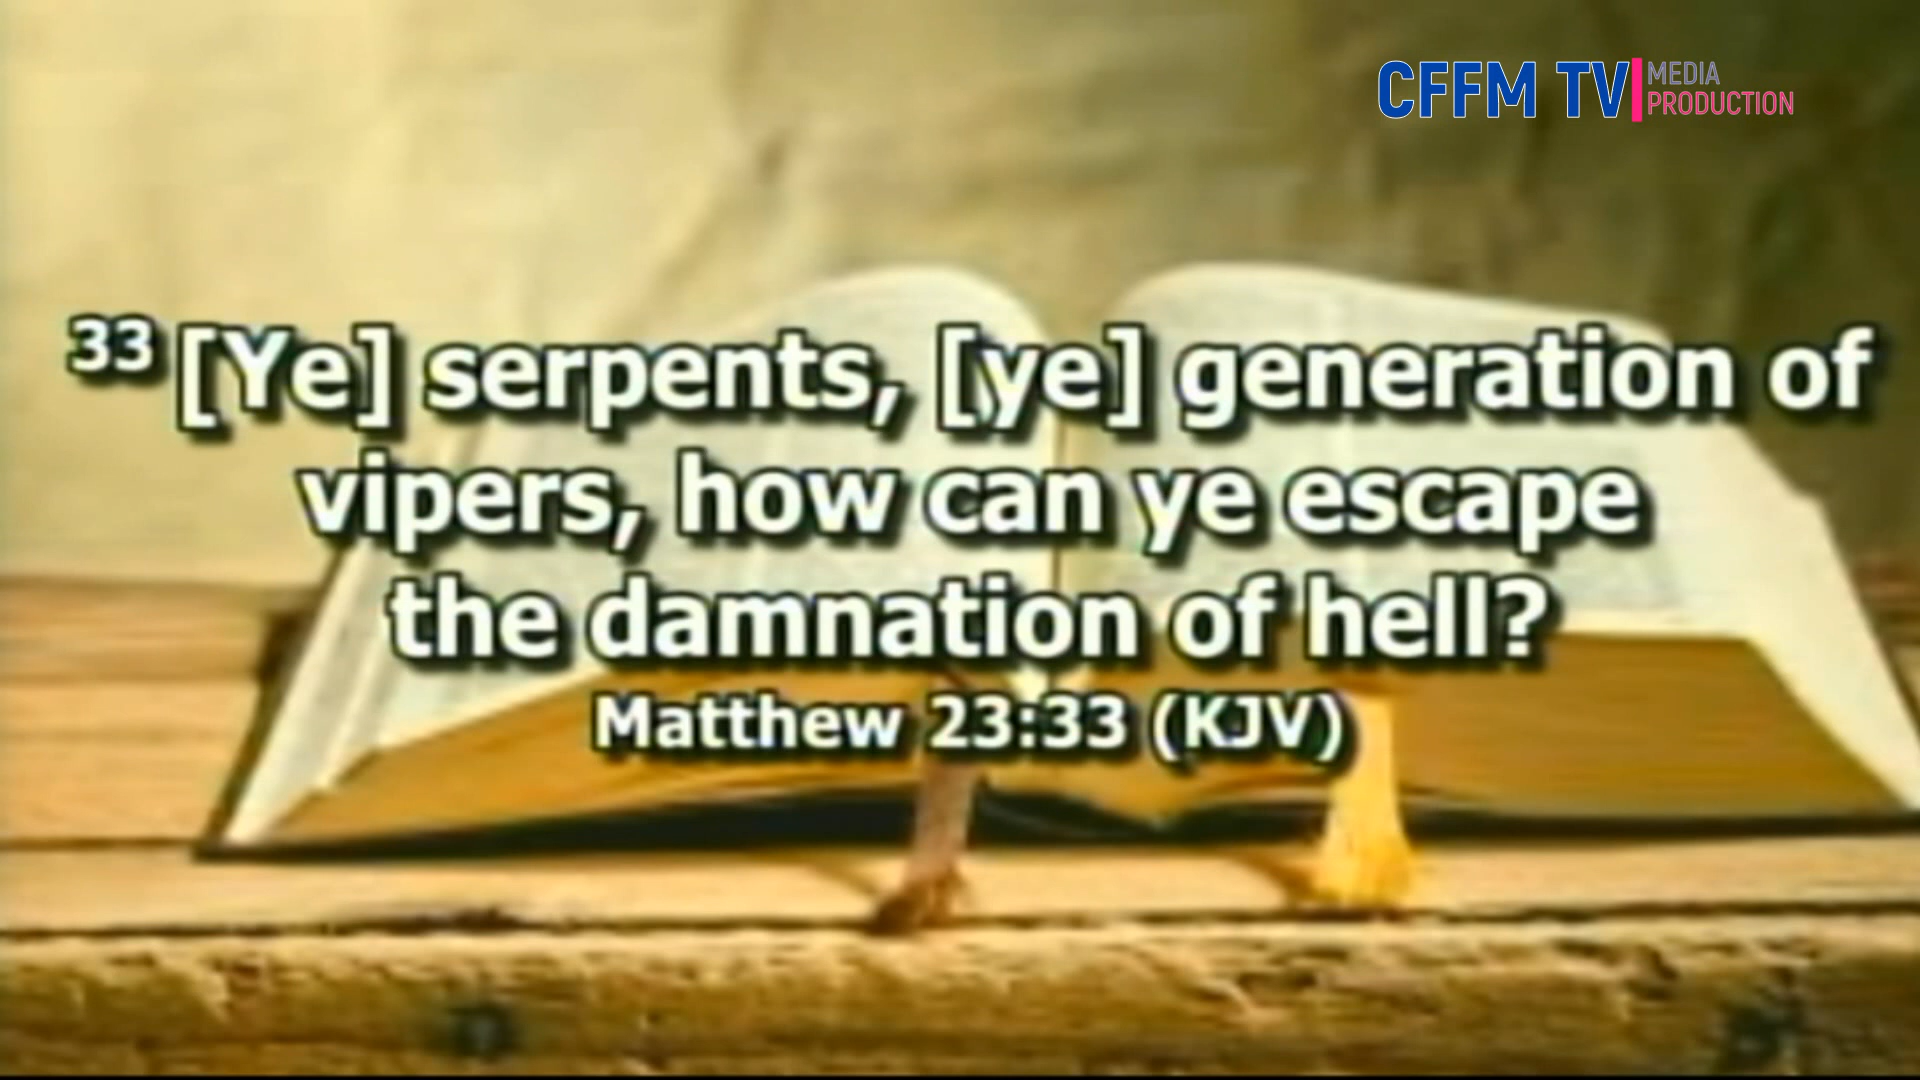 CFFM TV MEDIA
PRODUCTION
33 [Ye] serpents, [ye] generation of
vipers, how can ye escape
the damnation of hell?
Matthew 23:33 (KJV)